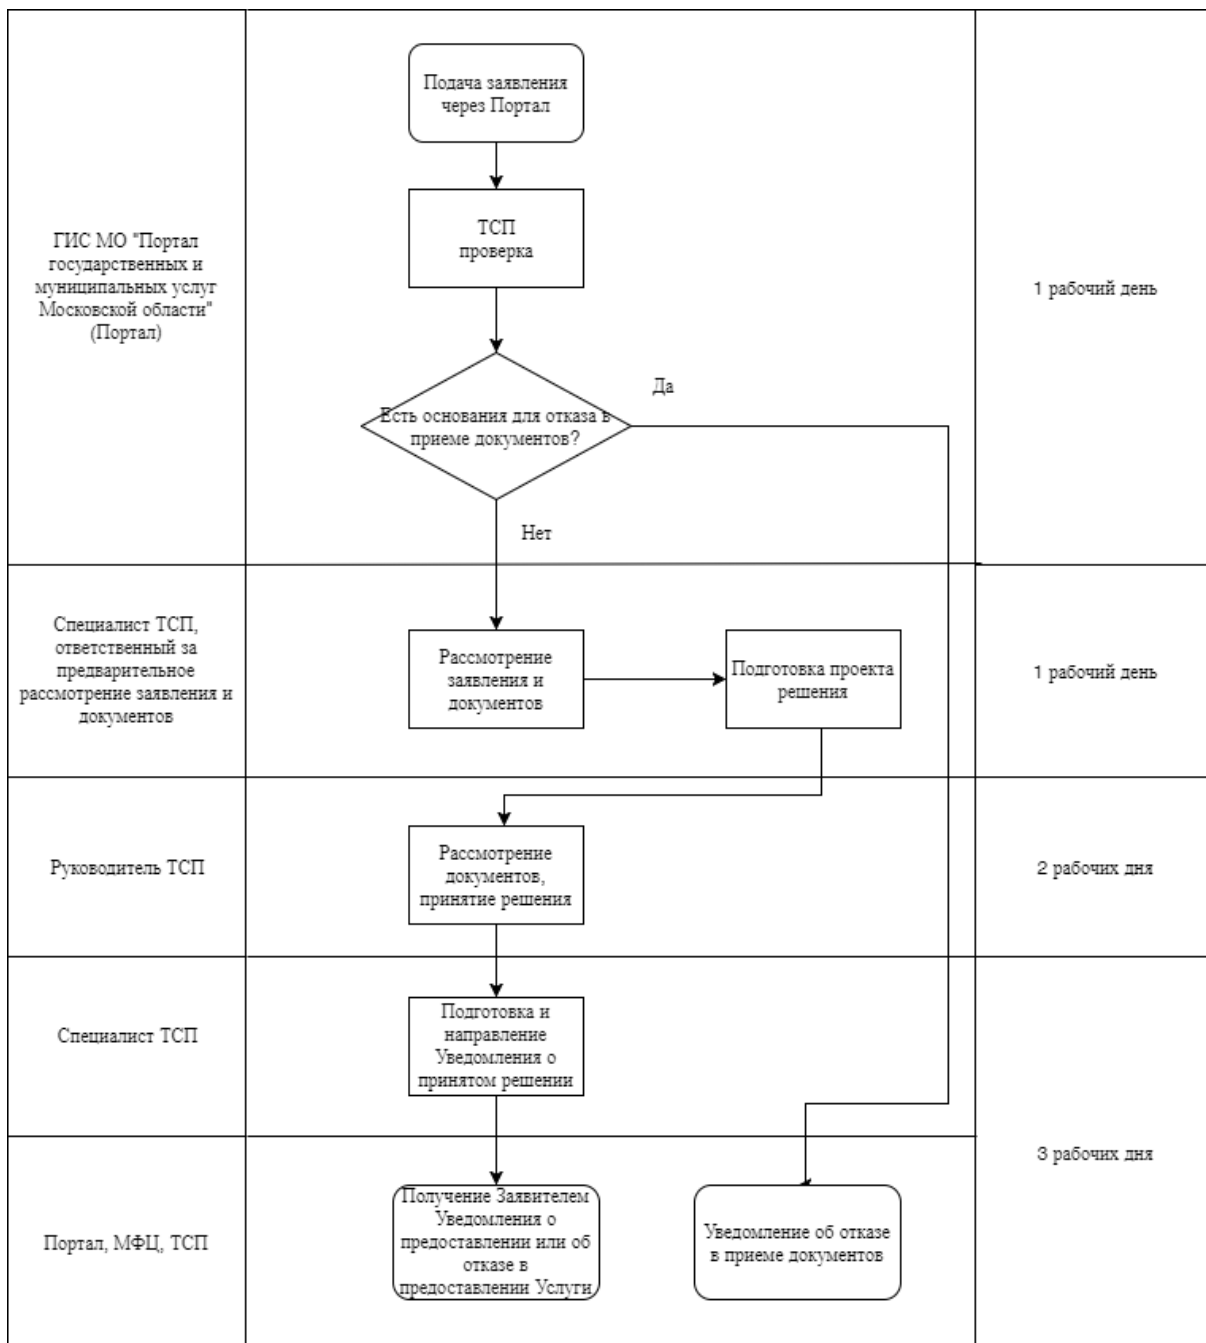 Подача заявления
через Портал
ТСП
проверка
ГИС МО "Портал
государственных и
муниципальных услуг
Московской области"
(Портал)
1 рабочий день
Да
Есть основания для отказа в
приеме документов?
Нет
Специалист ТСП,
ответственный за
предварительное
рассмотрение заявления и
документов
Рассмотрение
заявления и
документов
Подготовка проекта
решения
1 рабочий день
Руководитель ТСП
Рассмотрение
документов,
принятие решения
2 рабочих дня
Специалист ТСП
Подготовка и
направление
Уведомления о
принятом решении
3 рабочих дня
Портал, МФЦ, ТСП
Получение Заявителем
Уведомления о
предоставлении или об
отказе в
предоставлении Услуги
Уведомление об отказе
в приеме документов